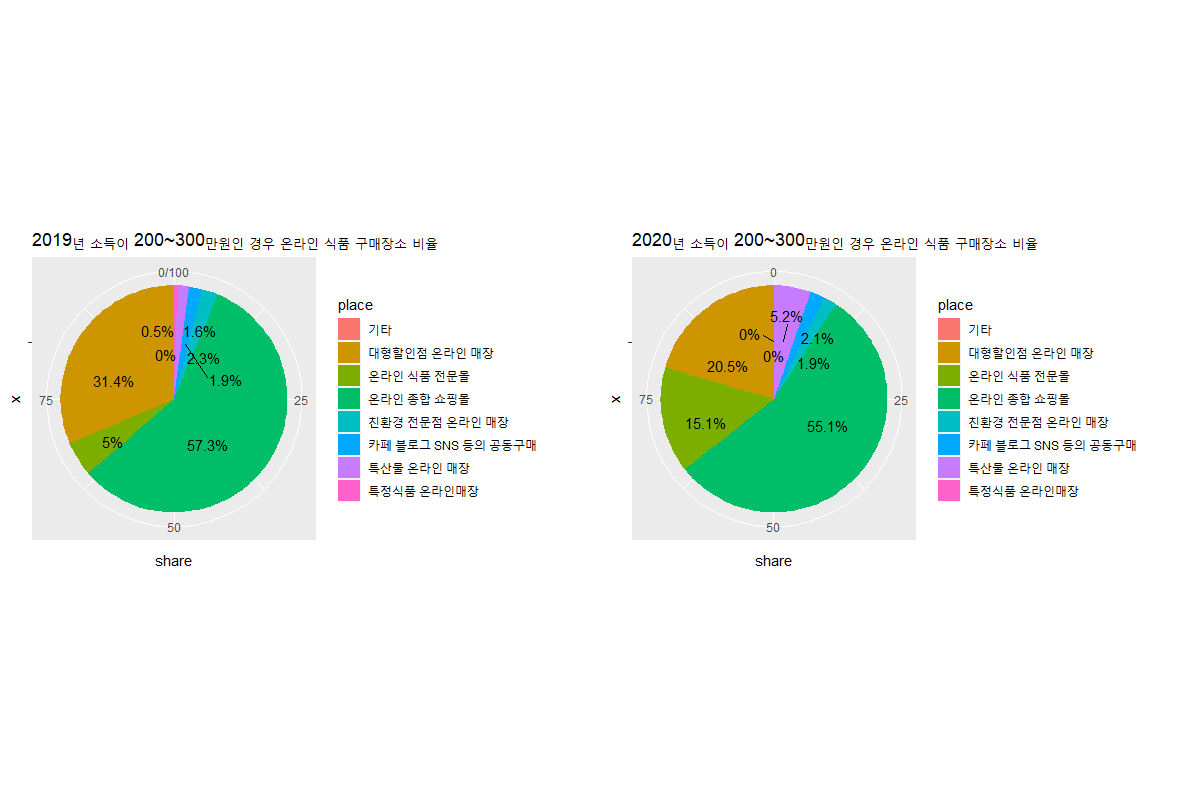 2019년 소득이 200~300만원인 경우 온라인 식품 구매장소 비율
0/100
0.5%
1.6%
0%
2.3%
1.9%
31.4%
5%
57.3%
75
25
50
x
share
place
기타
대형할인점 온라인 매장
온라인 식품 전문몰
온라인 종합 쇼핑몰
친환경 전문점 온라인 매장
카페 블로그 SNS 등의 공동구매
특산물 온라인 매장
특정식품 온라인매장
2020년 소득이 200~300만원인 경우 온라인 식품 구매장소 비율
0
5.2%
0%
2.1%
0%
1.9%
20.5%
15.1%
55.1%
75
25
50
x
share
place
기타
대형할인점 온라인 매장
온라인 식품 전문몰
온라인 종합 쇼핑몰
친환경 전문점 온라인 매장
카페 블로그 SNS 등의 공동구매
특산물 온라인 매장
특정식품 온라인매장